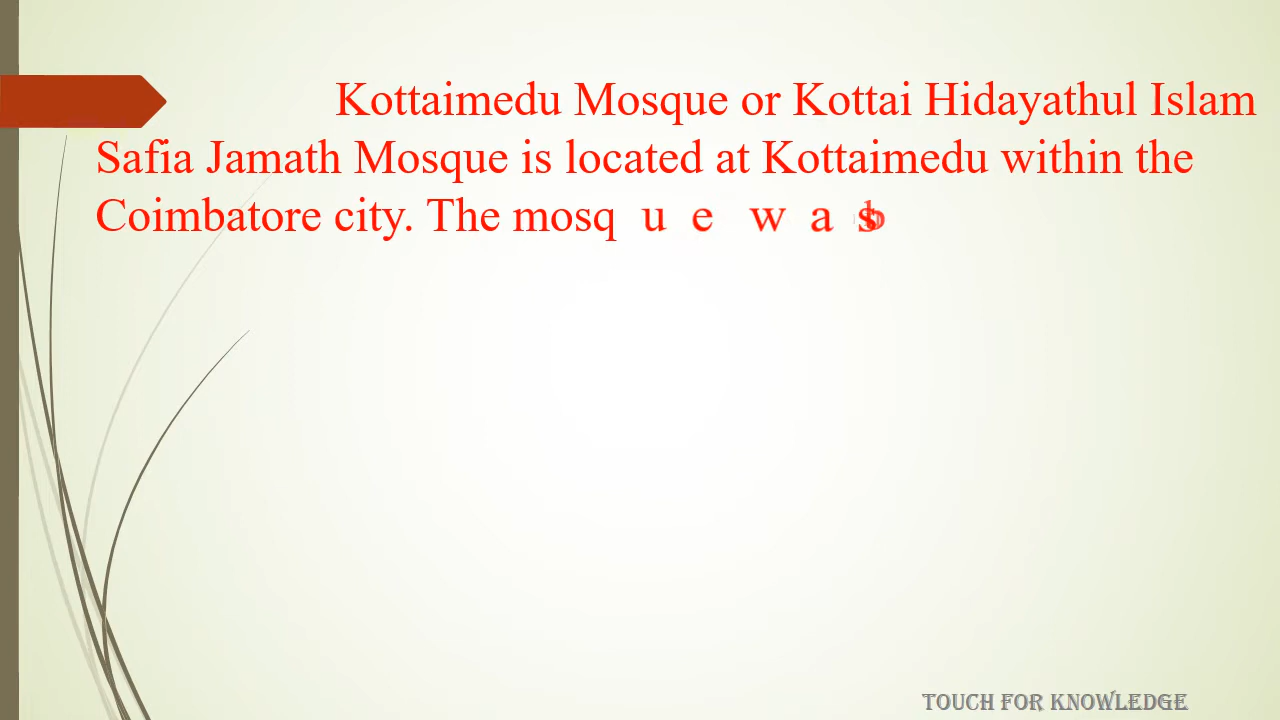 Kottaimedu Mosque or Kottai Hidayathul Islam
Safia Jamath Mosque is located at Kottaimedu within the
Coimbatore city. The mosque was
TOUCH FOR KNOWLEDGE